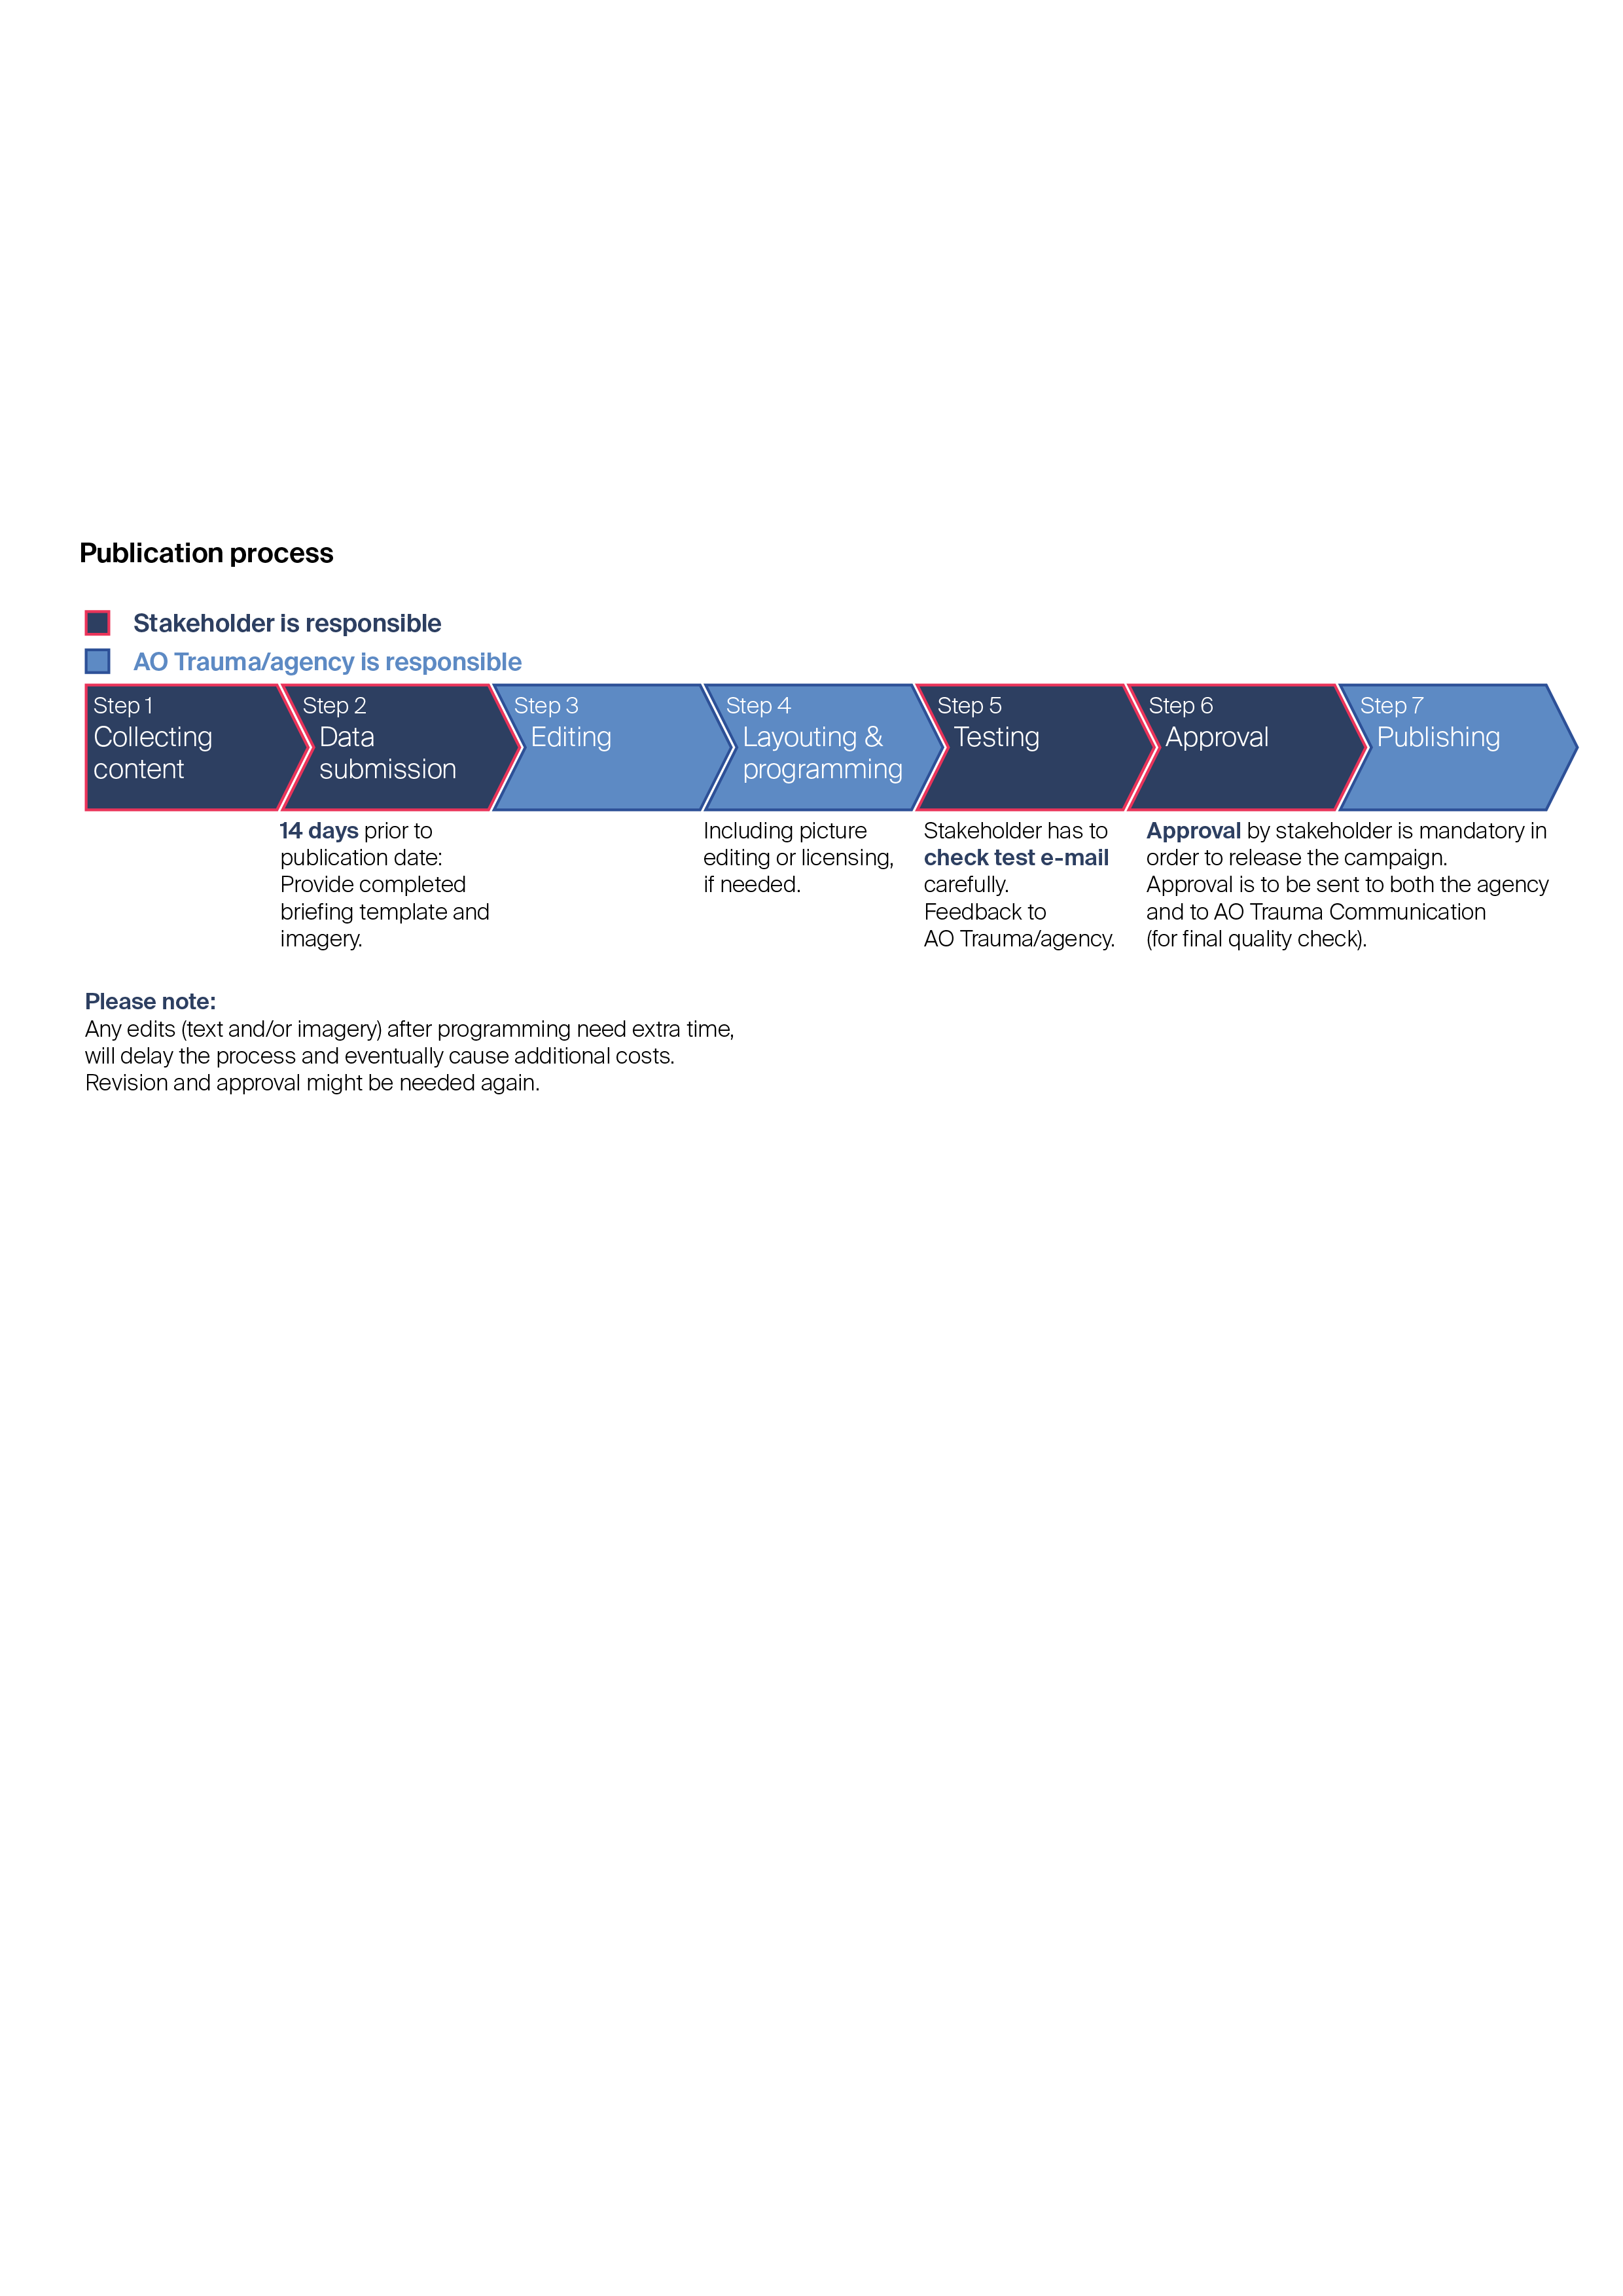 Publication process
Stakeholder is responsible
AO Trauma/agency is responsible
Step 1
Collecting
content
Step 2
Data
submission
Step 3
Editing
Step 4
Layouting &
programming
Step 5
Testing
Step 6
Approval
Step 7
Publishing
14 days prior to
publication date:
Provide completed
briefing template and
imagery.
Including picture
editing or licensing,
if needed.
Stakeholder has to
check test e-mail
carefully.
Feedback to
AO Trauma/agency.
Approval by stakeholder is mandatory in
order to release the campaign.
Approval is to be sent to both the agency
and to AO Trauma Communication
(for final quality check).
Please note:
Any edits (text and/or imagery) after programming need extra time,
will delay the process and eventually cause additional costs.
Revision and approval might be needed again.